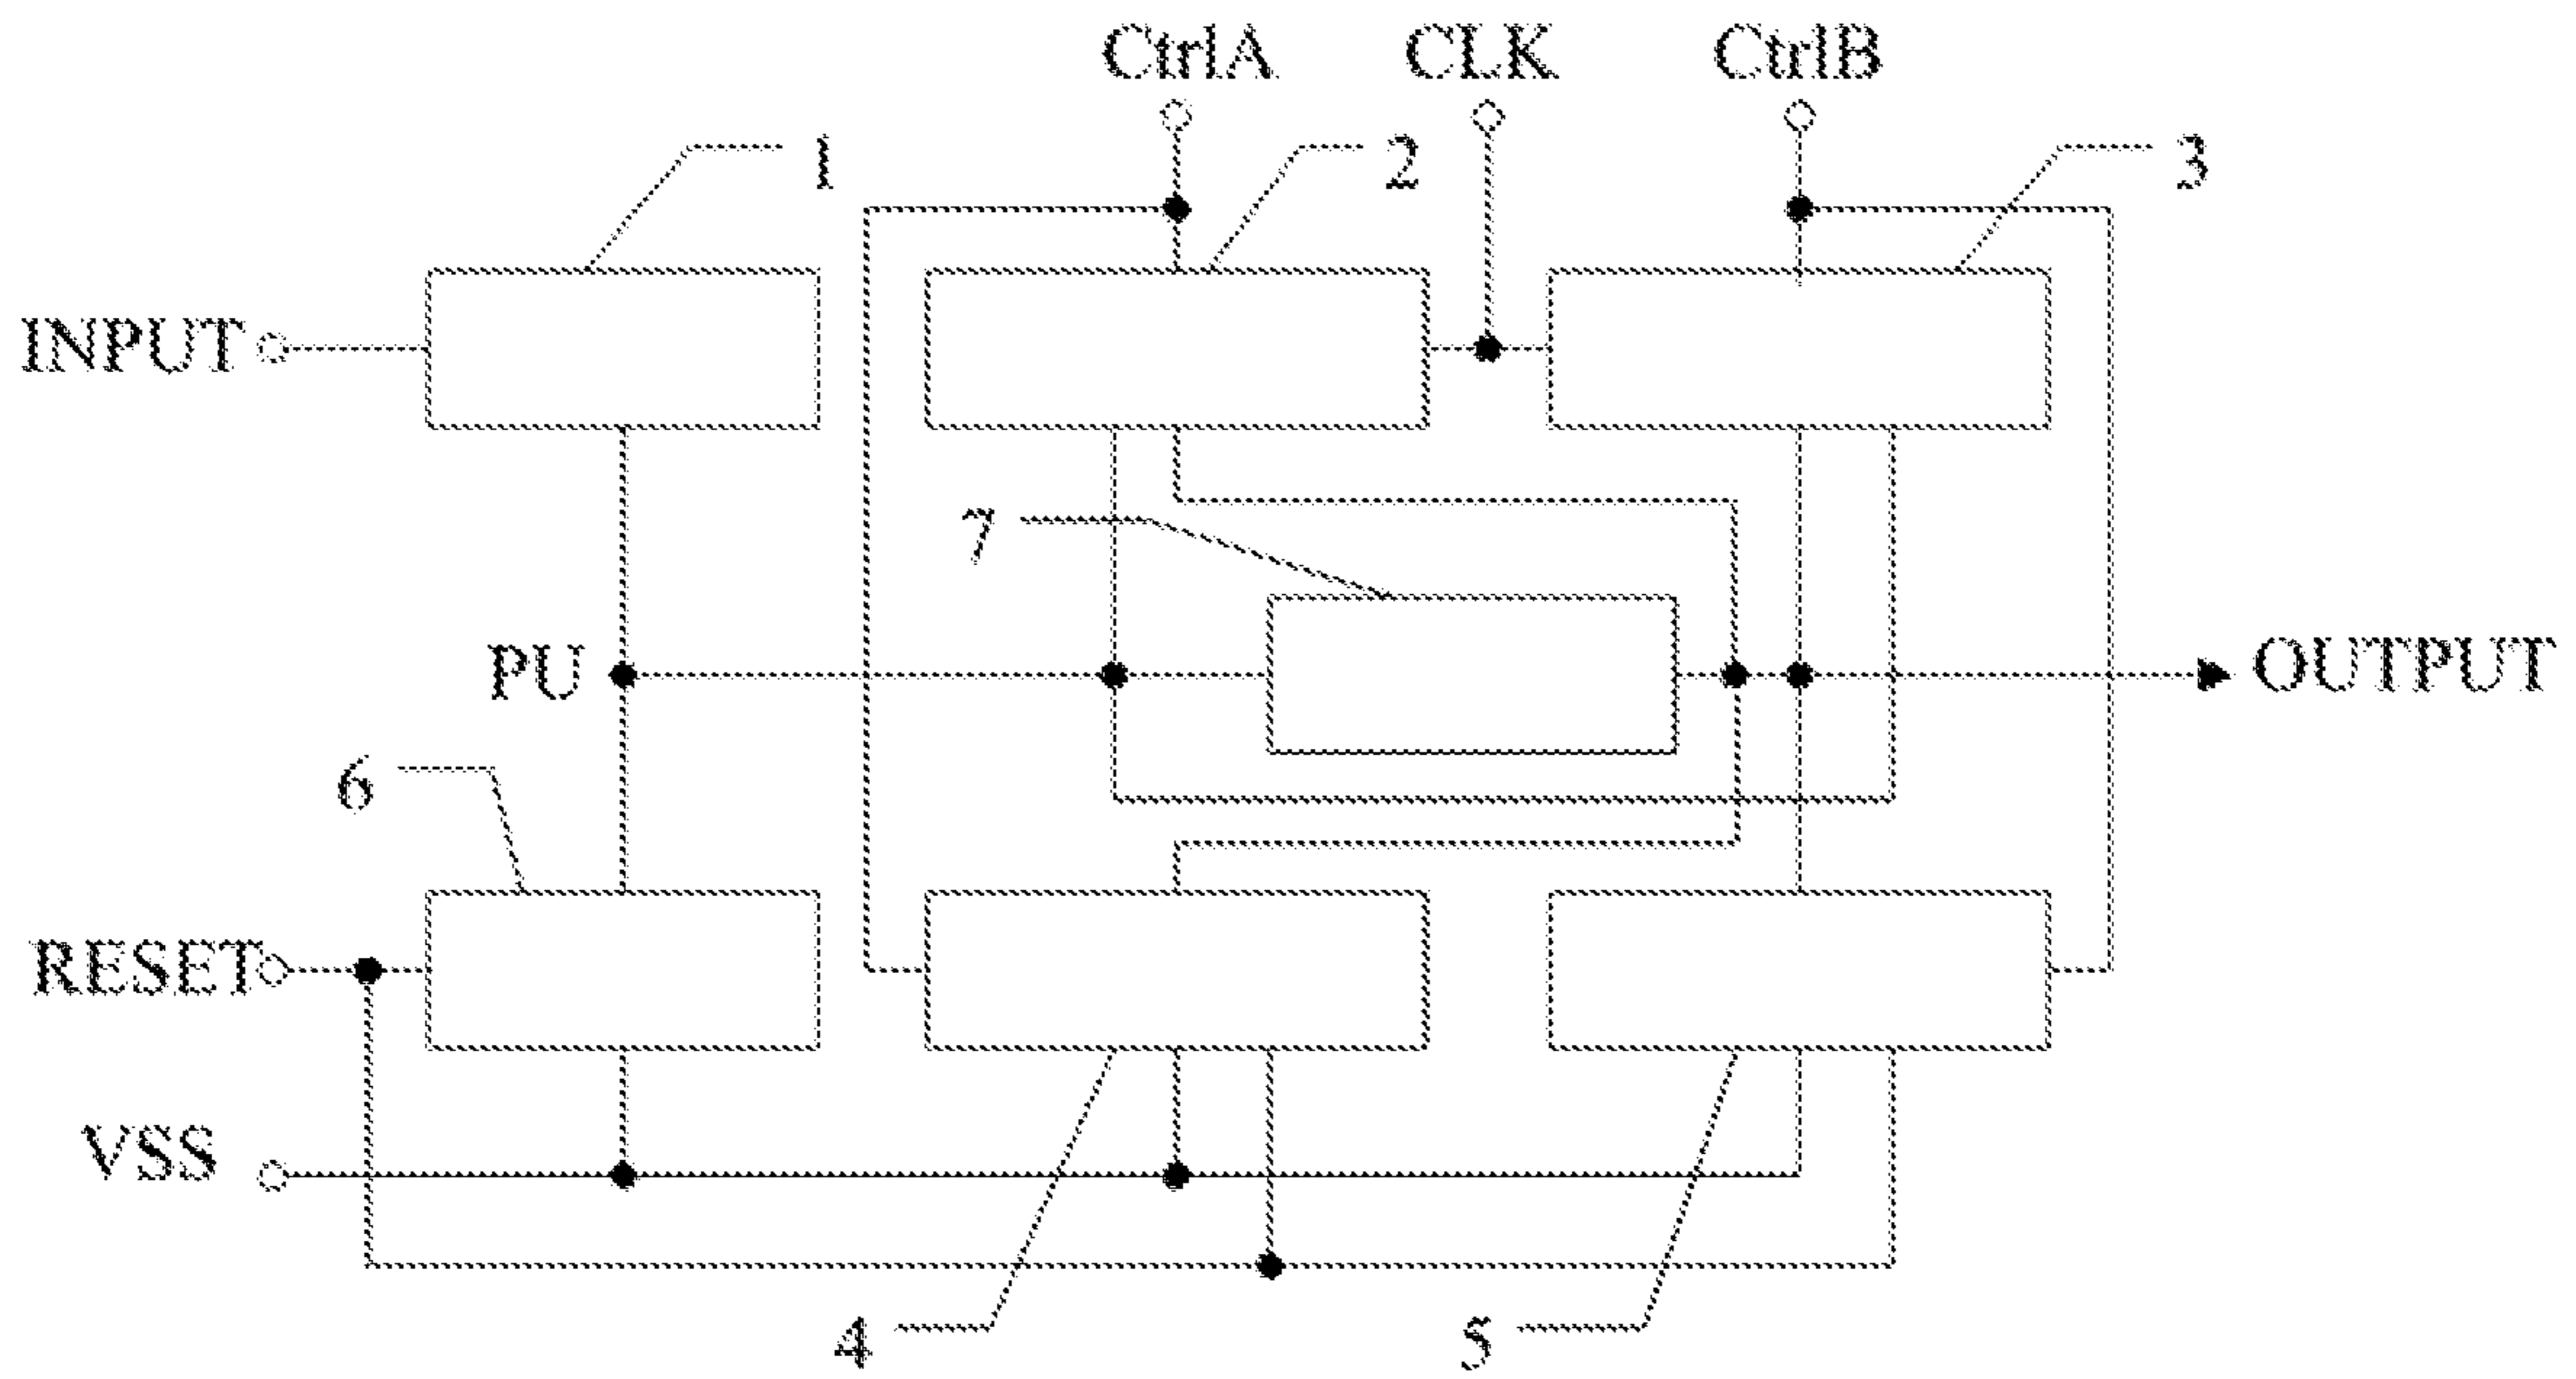 CtrlA CLK CtrlB
1 2 3
INPUT
7
PU OUTPUT
6
RESET
VSS
4 5